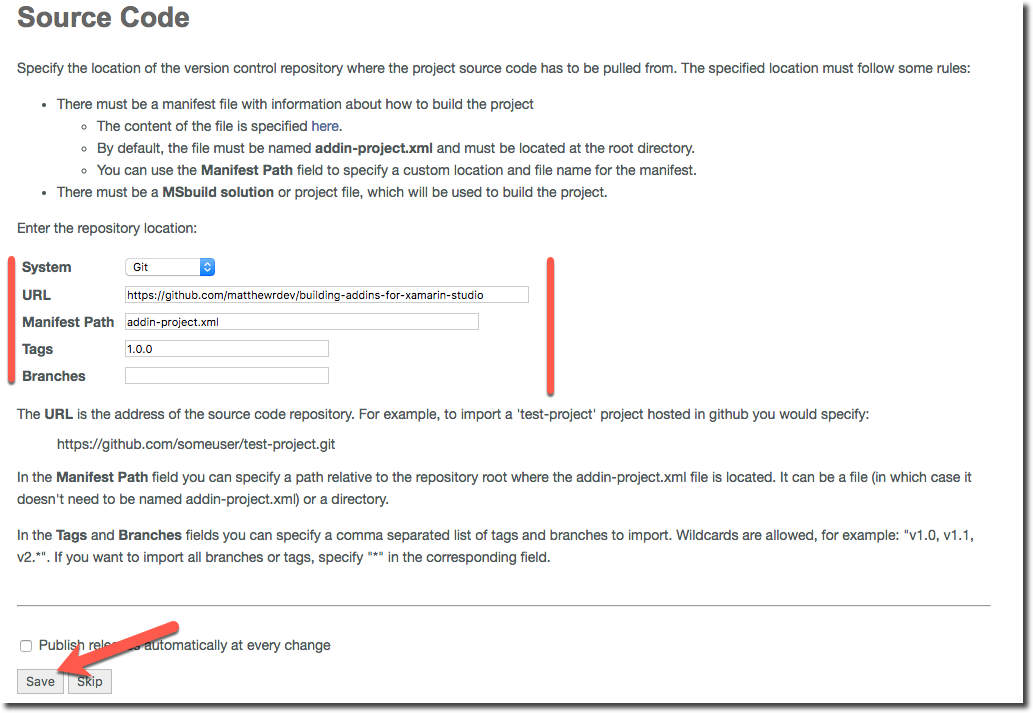 Source Code
Specify the location of the version control repository where the project source code has to be pulled from. The specified location must follow some rules:
• There must be a manifest file with information about how to build the project
◦ The content of the file is specified here.
◦ By default, the file must be named addin-project.xml and must be located at the root directory.
◦ You can use the Manifest Path field to specify a custom location and file name for the manifest.
• There must be a MSbuild solution or project file, which will be used to build the project.
Enter the repository location:
System Git
URL https://github.com/matthewrdev/building-addins-for-xamarin-studio
Manifest Path addin-project.xml
Tags 1.0.0
Branches
The URL is the address of the source code repository. For example, to import a 'test-project' project hosted in github you would specify:
https://github.com/someuser/test-project.git
In the Manifest Path field you can specify a path relative to the repository root where the addin-project.xml file is located. It can be a file (in which case it
doesn't need to be named addin-project.xml) or a directory.
In the Tags and Branches fields you can specify a comma separated list of tags and branches to import. Wildcards are allowed, for example: "v1.0, v1.1,
v2.*". If you want to import all branches or tags, specify "*" in the corresponding field.
Publish releases automatically at every change
Save Skip